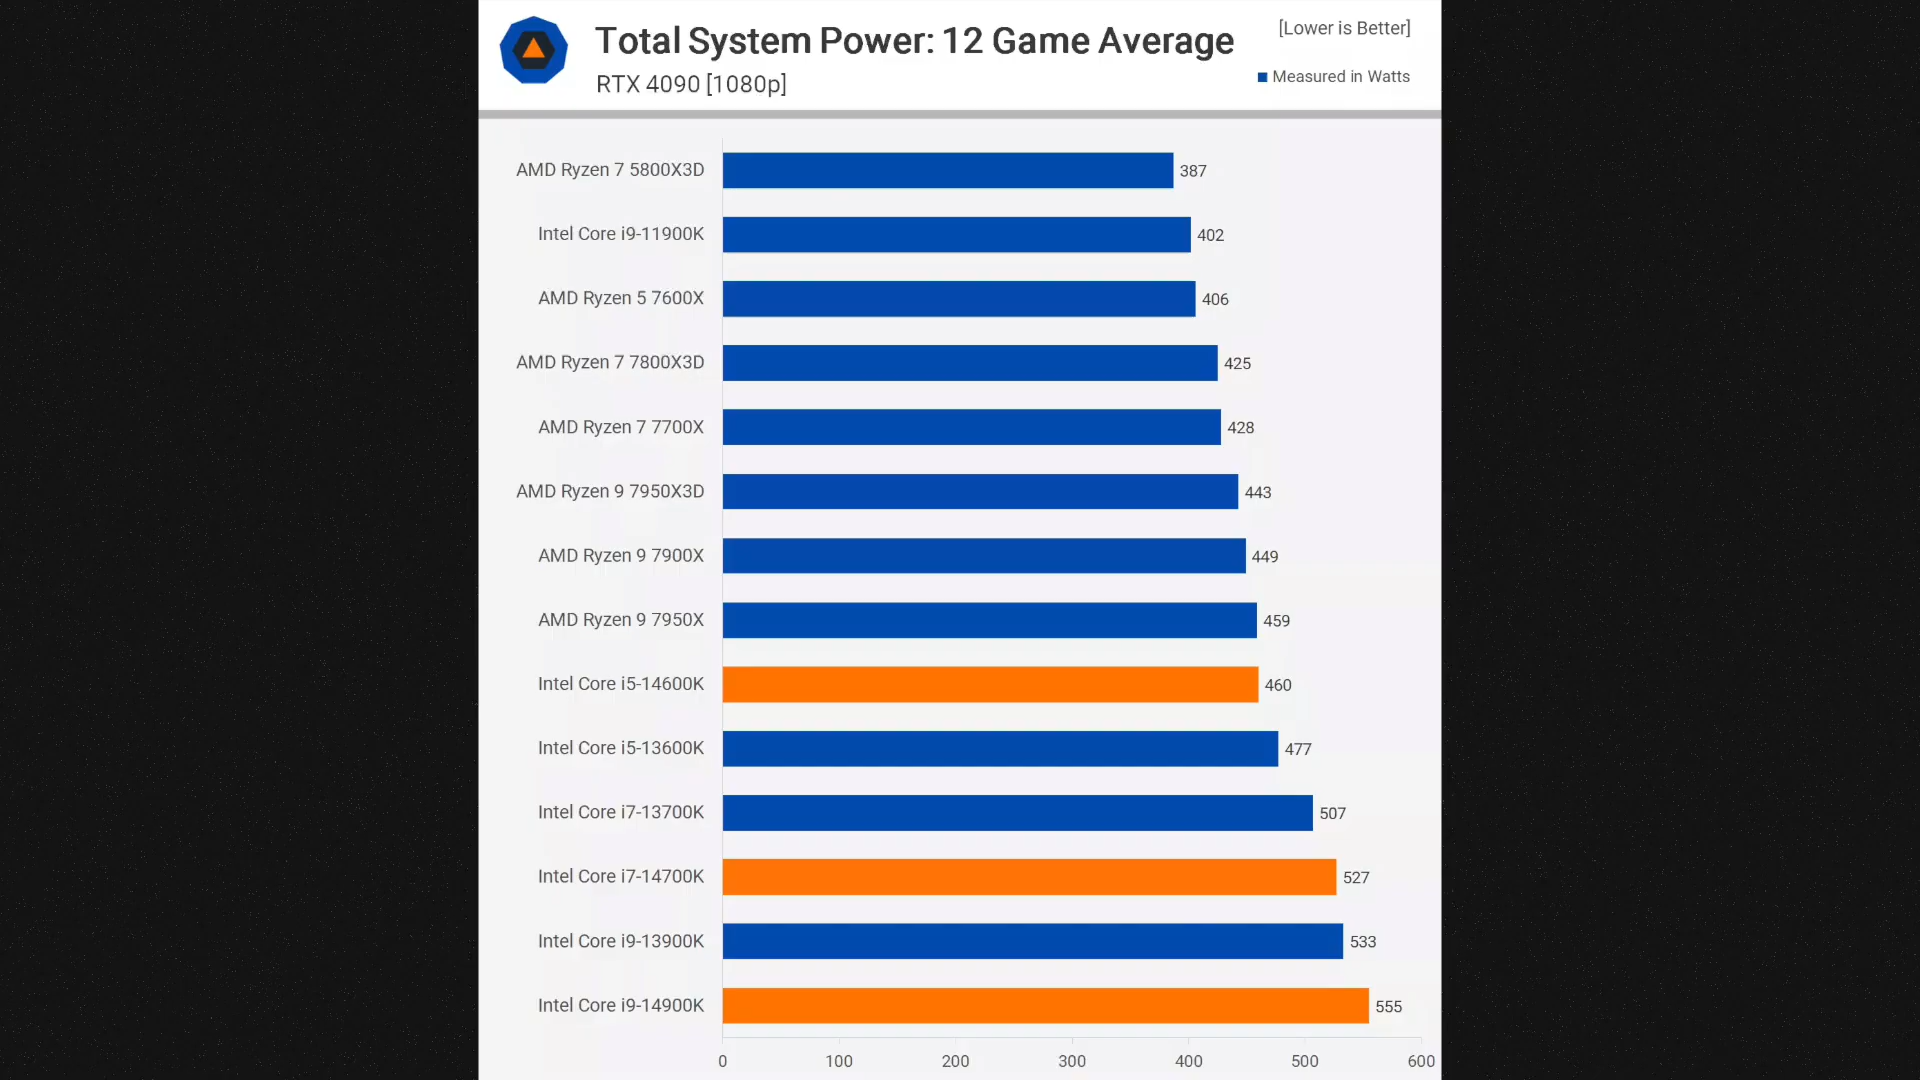 Total System Power: 12 Game Average
[Lower is Better]
RTX 4090 [1080p]
Measured in Watts
AMD Ryzen 7 5800X3D 387
Intel Core i9-11900K 402
AMD Ryzen 5 7600X 406
AMD Ryzen 7 7800X3D 425
AMD Ryzen 7 7700X 428
AMD Ryzen 9 7950X3D 443
AMD Ryzen 9 7900X 449
AMD Ryzen 9 7950X 459
Intel Core i5-14600K 460
Intel Core i5-13600K 477
Intel Core i7-13700K 507
Intel Core i7-14700K 527
Intel Core i9-13900K 533
Intel Core i9-14900K 555
0 100 200 300 400 500 600